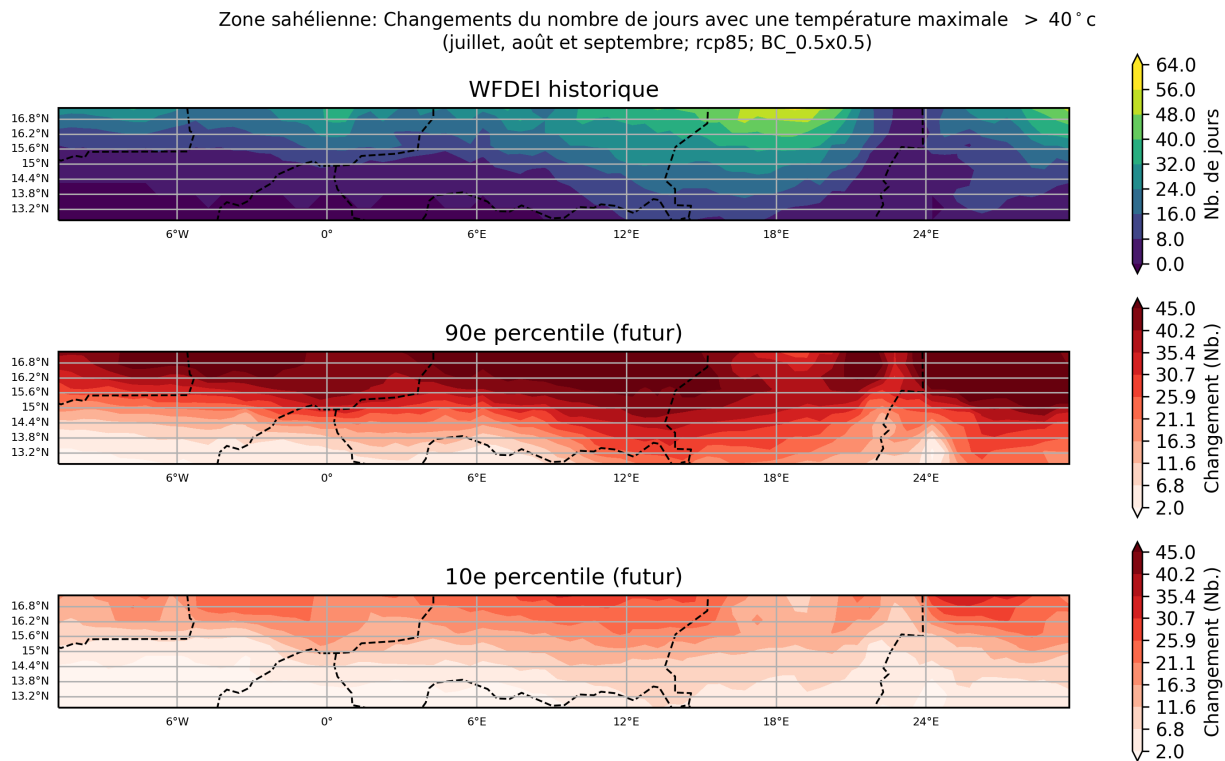 Zone sahélienne: Changements du nombre de jours avec une température maximale > 40°c
(juillet, août et septembre; rcp85; BC_0.5x0.5)
WFDEI historique
16.8°N
16.2°N
15.6°N
15°N
14.4°N
13.8°N
13.2°N
6°W 0° 6°E 12°E 18°E 24°E
64.0
56.0
48.0
40.0
32.0
24.0
16.0
8.0
0.0
Nb. de jours
90e percentile (futur)
16.8°N
16.2°N
15.6°N
15°N
14.4°N
13.8°N
13.2°N
6°W 0° 6°E 12°E 18°E 24°E
45.0
40.2
35.4
30.7
25.9
21.1
16.3
11.6
6.8
2.0
Changement (Nb.)
10e percentile (futur)
16.8°N
16.2°N
15.6°N
15°N
14.4°N
13.8°N
13.2°N
6°W 0° 6°E 12°E 18°E 24°E
45.0
40.2
35.4
30.7
25.9
21.1
16.3
11.6
6.8
2.0
Changement (Nb.)